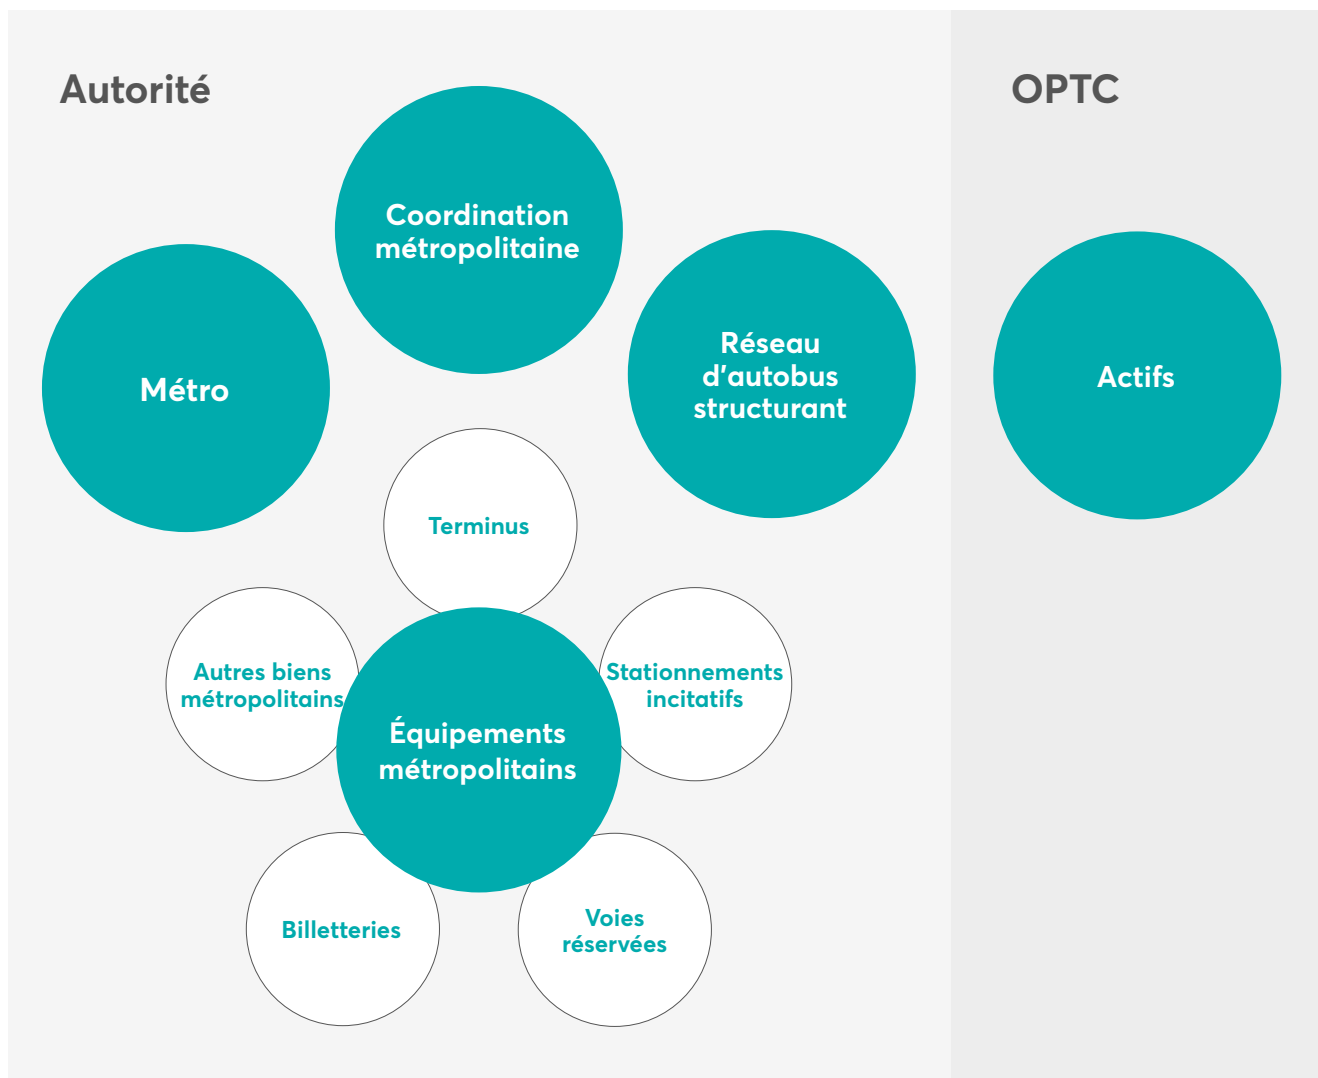 Autorité
OPTC
Coordination
métropolitaine
Métro
Réseau
d'autobus
structurant
Actifs
Terminus
Autres biens
métropolitains
Stationnements
incitatifs
Équipements
métropolitains
Billetteries
Voies
réservées